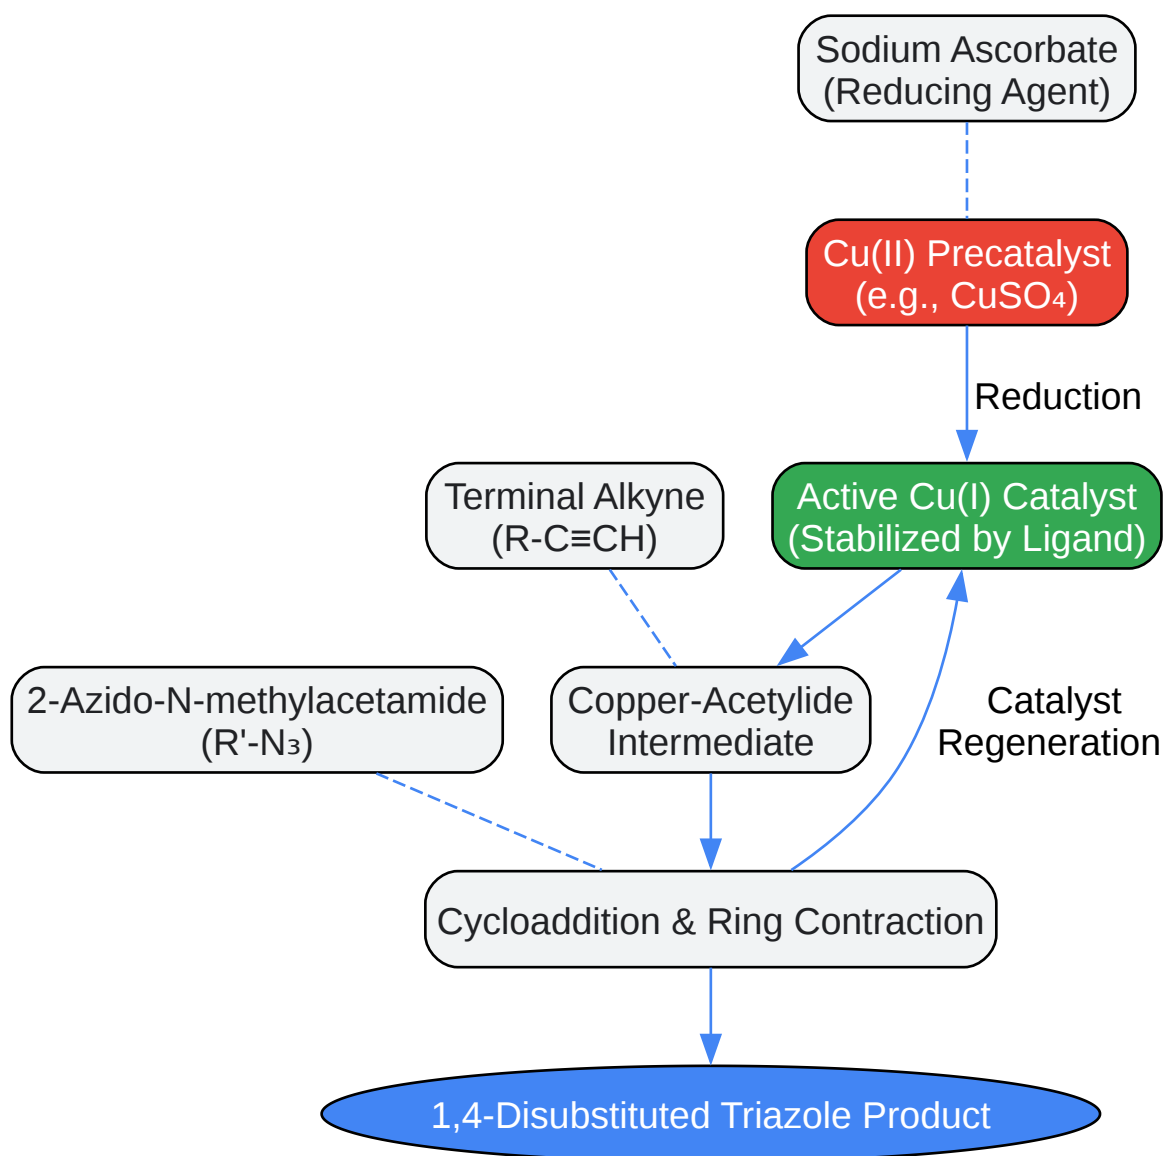 Sodium Ascorbate
(Reducing Agent)
Cu(II) Precatalyst
(e.g., CuSO₄)
Reduction
Terminal Alkyne
(R-C≡CH)
Active Cu(I) Catalyst
(Stabilized by Ligand)
2-Azido-N-methylacetamide
(R'-N₃)
Copper-Acetylide
Intermediate
Catalyst
Regeneration
Cycloaddition & Ring Contraction
1,4-Disubstituted Triazole Product